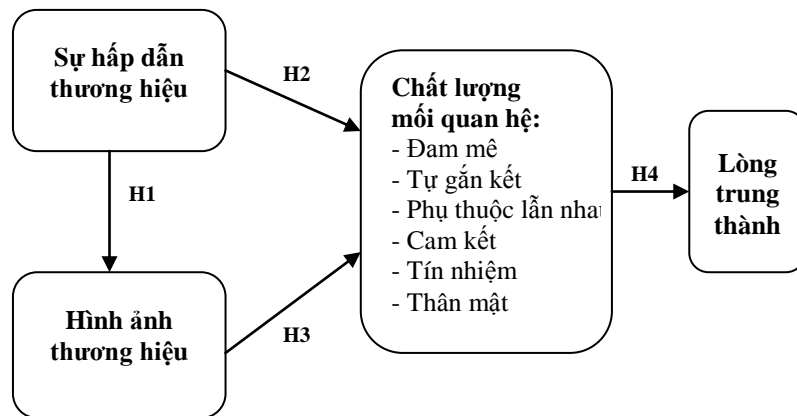 Sự hấp dẫn
thương hiệu
H2
H1
Hình ảnh
thương hiệu
H3
Chất lượng
mối quan hệ:
- Đam mê
- Tự gắn kết
- Phụ thuộc lẫn nhau
- Cam kết
- Tín nhiệm
- Thân mật
H4
Lòng
trung
thành